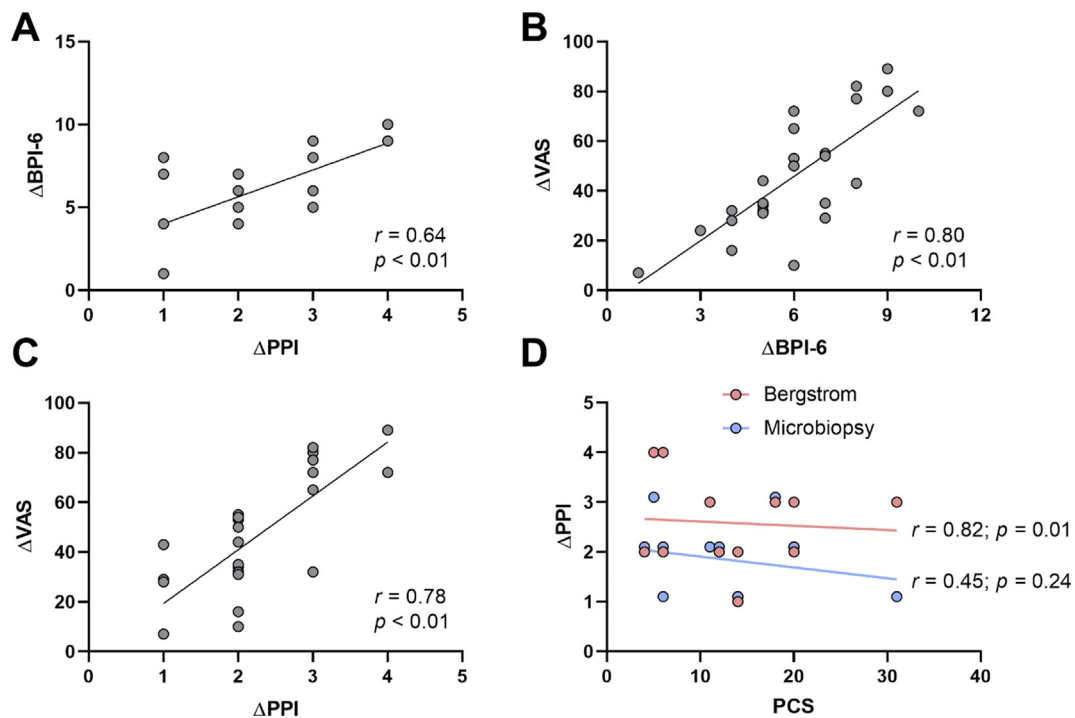 A
15
10
5
0
ΔBPI-6
r = 0.64
p < 0.01
0 1 2 3 4 5
ΔPPI
B
100
80
60
40
20
0
ΔVAS
r = 0.80
p < 0.01
0 3 6 9 12
ΔBPI-6
C
100
80
60
40
20
0
ΔVAS
r = 0.78
p < 0.01
0 1 2 3 4 5
ΔPPI
D
Bergstrom
Microbiopsy
5
4
3
2
1
0
ΔPPI
r = 0.82; p = 0.01
r = 0.45; p = 0.24
0 10 20 30 40
PCS